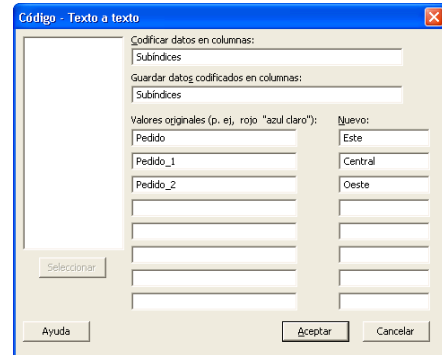 Código - Texto a texto
Codificar datos en columnas:
Subíndices
Guardar datos codificados en columnas:
Subíndices
Valores originales (p. ej, rojo "azul claro"): Nuevo:
Pedido Este
Pedido_1 Central
Pedido_2 Oeste
Seleccionar
Ayuda Aceptar Cancelar